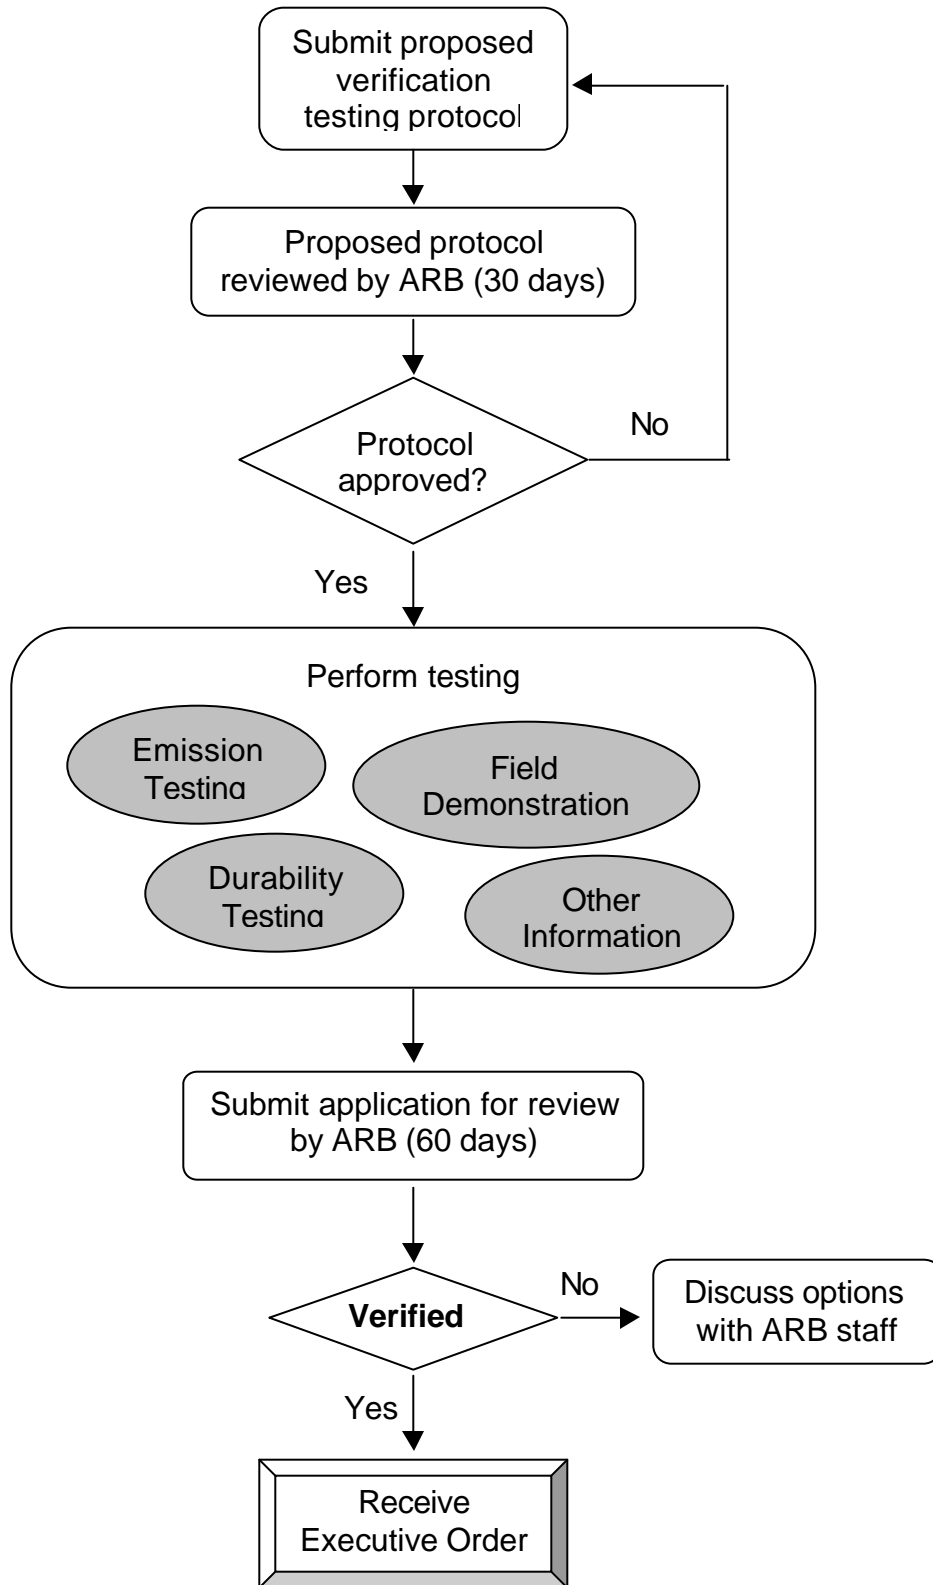 Submit proposed
verification
testing protocol
Proposed protocol
reviewed by ARB (30 days)
Protocol
approved?
No
Yes
Perform testing
Emission
Testing
Field
Demonstration
Durability
Testing
Other
Information
Submit application for review
by ARB (60 days)
Verified
No
Discuss options
with ARB staff
Yes
Receive
Executive Order